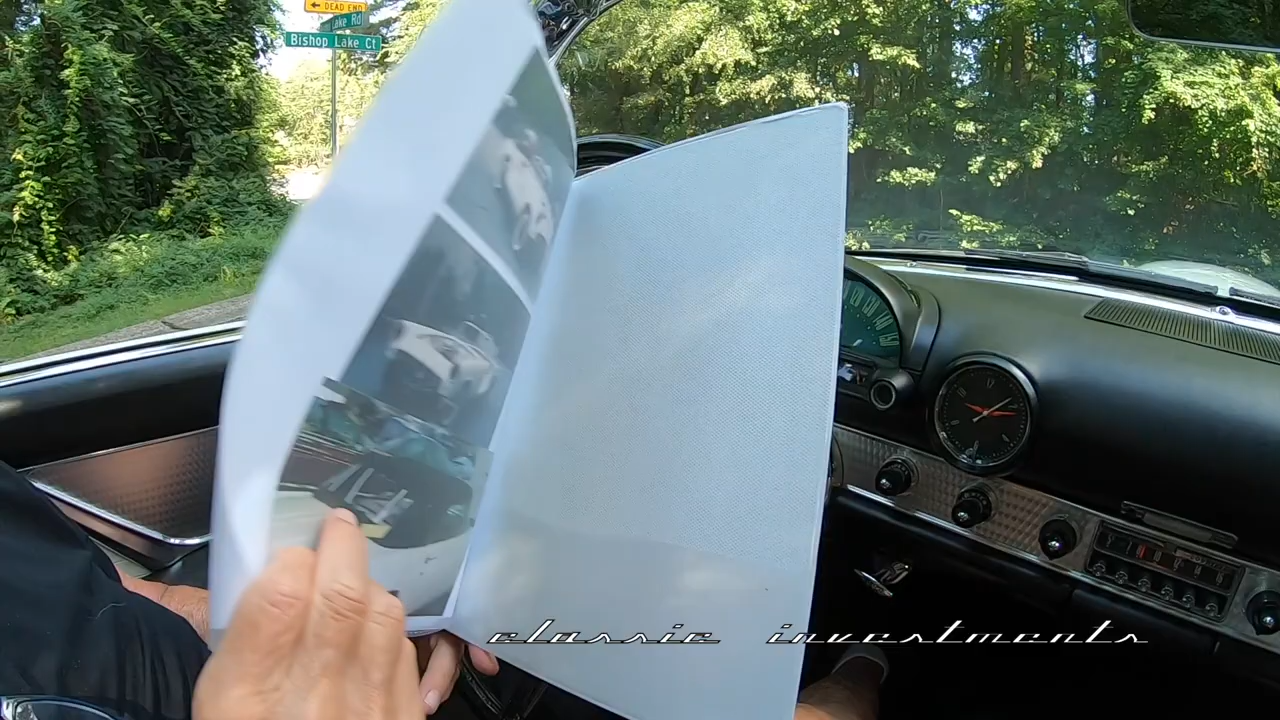 ← DEAD END
Lake Rd
Bishop Lake Ct
classic investments